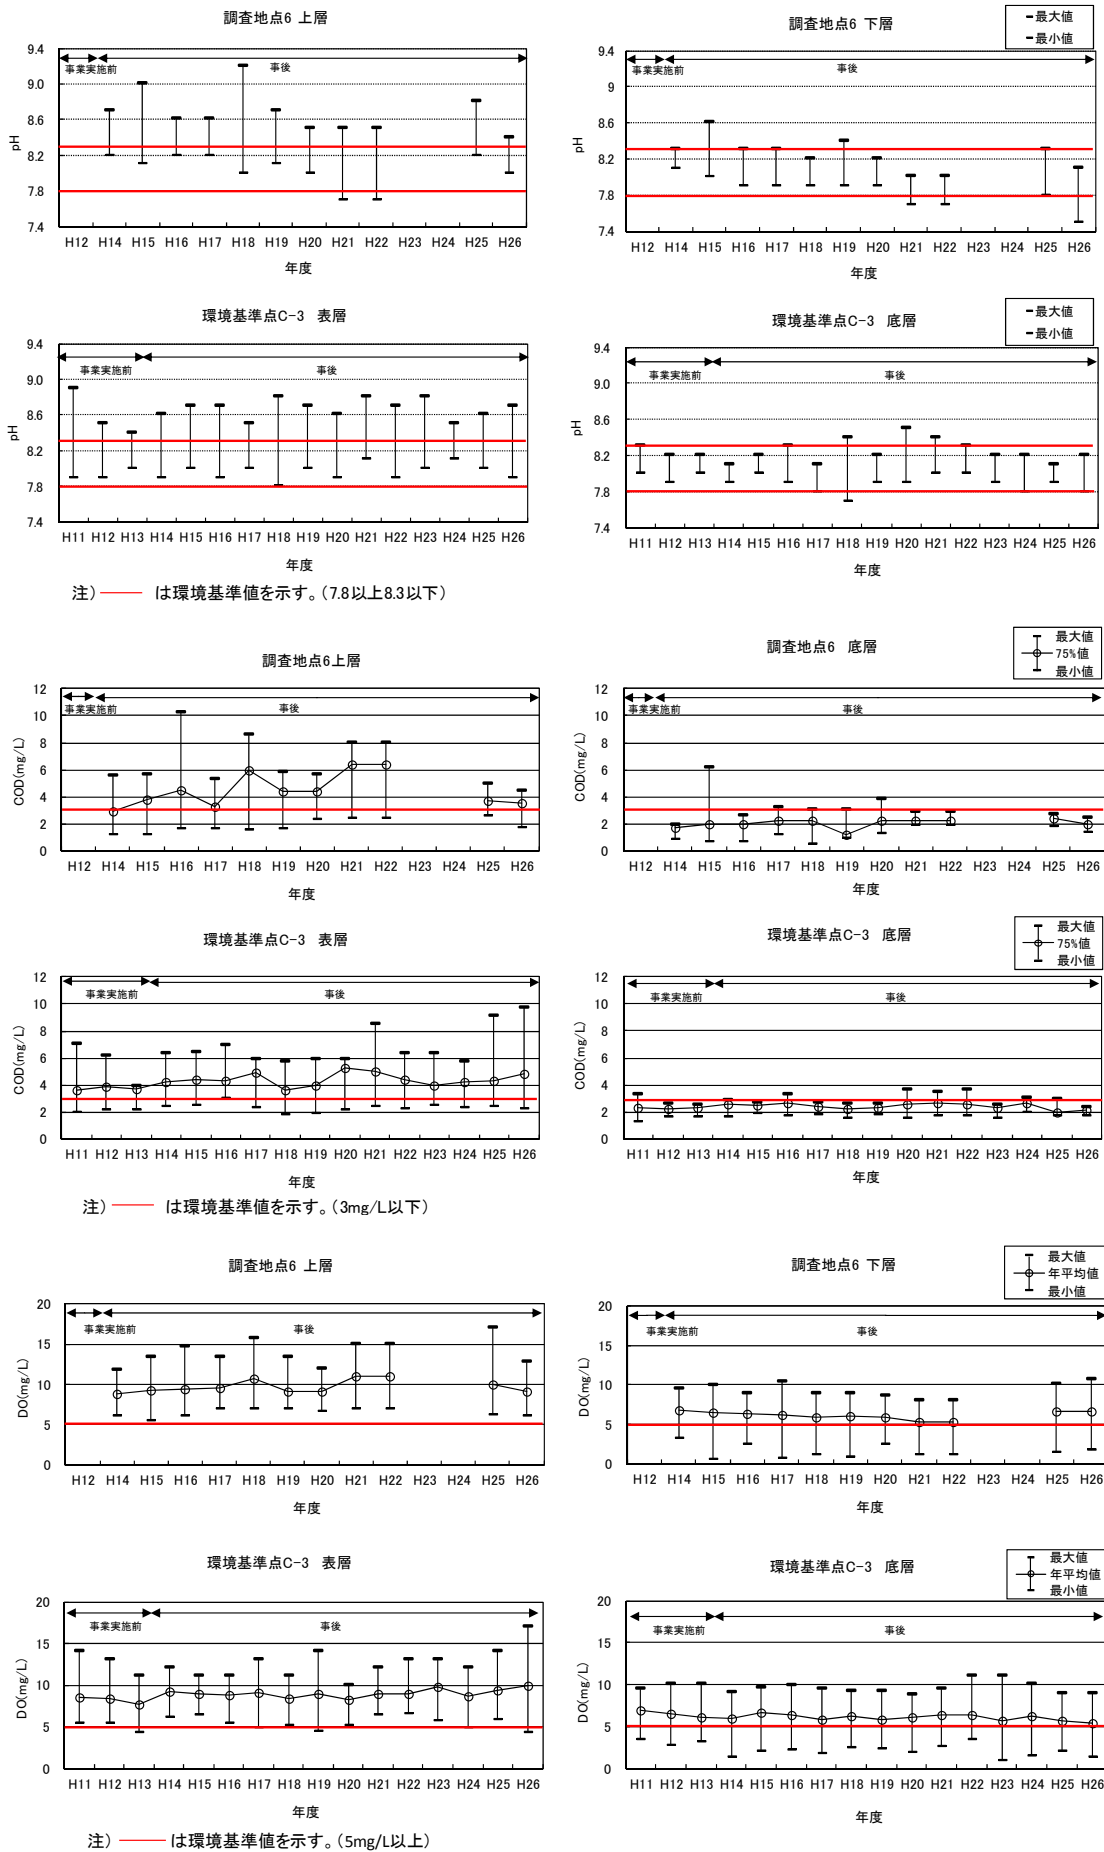 調査地点6 上層
9.4
9.0
8.6
8.2
7.8
7.4
pH
事業実施前
事後
H12 H14 H15 H16 H17 H18 H19 H20 H21 H22 H23 H24 H25 H26
年度
調査地点6 下層
最大値
最小値
9.4
9
8.6
8.2
7.8
7.4
pH
事業実施前
事後
H12 H14 H15 H16 H17 H18 H19 H20 H21 H22 H23 H24 H25 H26
年度
環境基準点C-3 表層
9.4
9.0
8.6
8.2
7.8
7.4
pH
事業実施前
事後
H11 H12 H13 H14 H15 H16 H17 H18 H19 H20 H21 H22 H23 H24 H25 H26
年度
環境基準点C-3 底層
最大値
最小値
9.4
9.0
8.6
8.2
7.8
7.4
pH
事業実施前
事後
H11 H12 H13 H14 H15 H16 H17 H18 H19 H20 H21 H22 H23 H24 H25 H26
年度
注) は環境基準値を示す。(7.8以上8.3以下)
調査地点6上層
12
10
8
6
4
2
0
COD(mg/L)
事業実施前
事後
H12 H14 H15 H16 H17 H18 H19 H20 H21 H22 H23 H24 H25 H26
年度
調査地点6 底層
最大値
75%値
最小値
12
10
8
6
4
2
0
COD(mg/L)
事業実施前
事後
H12 H14 H15 H16 H17 H18 H19 H20 H21 H22 H23 H24 H25 H26
年度
環境基準点C-3 表層
12
10
8
6
4
2
0
COD(mg/L)
事業実施前
事後
H11 H12 H13 H14 H15 H16 H17 H18 H19 H20 H21 H22 H23 H24 H25 H26
年度
環境基準点C-3 底層
最大値
75%値
最小値
12
10
8
6
4
2
0
COD(mg/L)
事業実施前
事後
H11 H12 H13 H14 H15 H16 H17 H18 H19 H20 H21 H22 H23 H24 H25 H26
年度
注) は環境基準値を示す。(3mg/L以下)
調査地点6 上層
20
15
10
5
0
DO(mg/L)
事業実施前
事後
H12 H14 H15 H16 H17 H18 H19 H20 H21 H22 H23 H24 H25 H26
年度
調査地点6 下層
最大値
年平均値
最小値
20
15
10
5
0
DO(mg/L)
事業実施前
事後
H12 H14 H15 H16 H17 H18 H19 H20 H21 H22 H23 H24 H25 H26
年度
環境基準点C-3 表層
20
15
10
5
0
DO(mg/L)
事業実施前
事後
H11 H12 H13 H14 H15 H16 H17 H18 H19 H20 H21 H22 H23 H24 H25 H26
年度
環境基準点C-3 底層
最大値
年平均値
最小値
20
15
10
5
0
DO(mg/L)
事業実施前
事後
H11 H12 H13 H14 H15 H16 H17 H18 H19 H20 H21 H22 H23 H24 H25 H26
年度
注) は環境基準値を示す。(5mg/L以上)